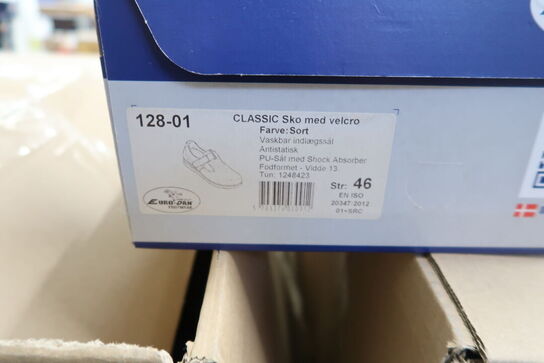 128-01
CLASSIC Sko med velcro
Farve: Sort
Vaskbar indlægssål
Antistatisk
PU-Sål med Shock Absorber
Fodformet - Vidde 13
Tun: 1248423
Str: 46
EN ISO
20347:2012
01+SRC
EURO-DAN